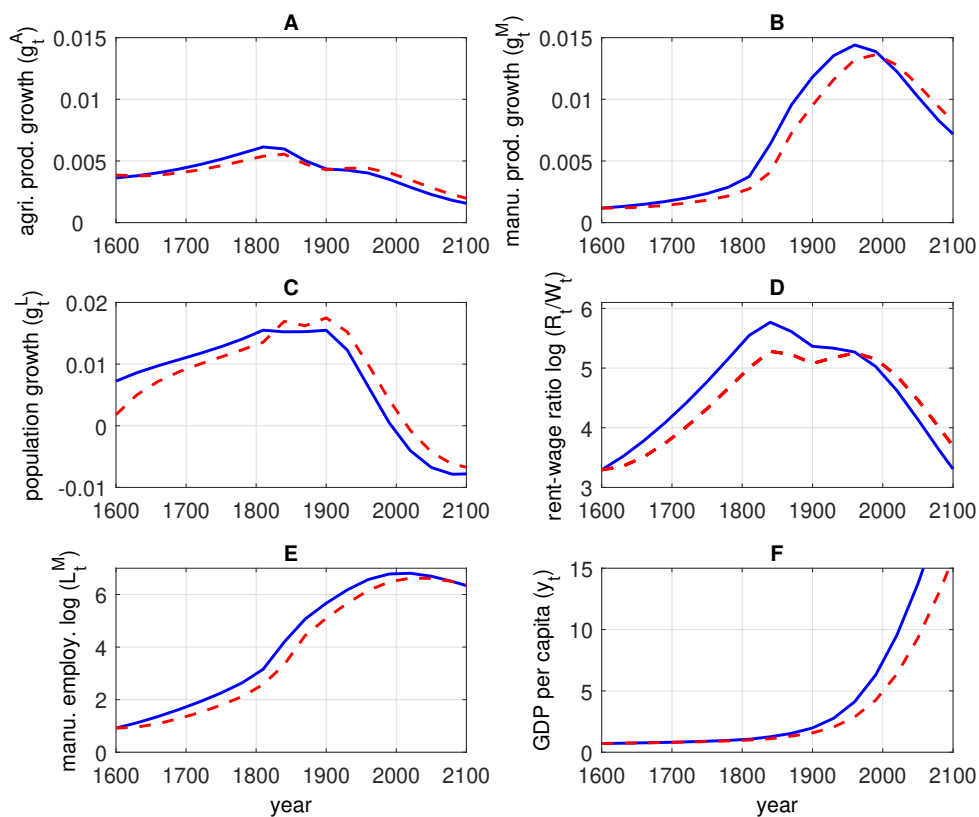 A
agri. prod. growth (g_t^A)
0.015
0.01
0.005
0
1600 1700 1800 1900 2000 2100
B
manu. prod. growth (g_t^M)
0.015
0.01
0.005
0
1600 1700 1800 1900 2000 2100
C
population growth (g_t^L)
0.02
0.01
0
-0.01
1600 1700 1800 1900 2000 2100
D
rent-wage ratio log (R_t/W_t)
6
5
4
3
1600 1700 1800 1900 2000 2100
E
manu. employ. log (L_t^M)
6
4
2
0
1600 1700 1800 1900 2000 2100
year
F
GDP per capita (y_t)
15
10
5
0
1600 1700 1800 1900 2000 2100
year